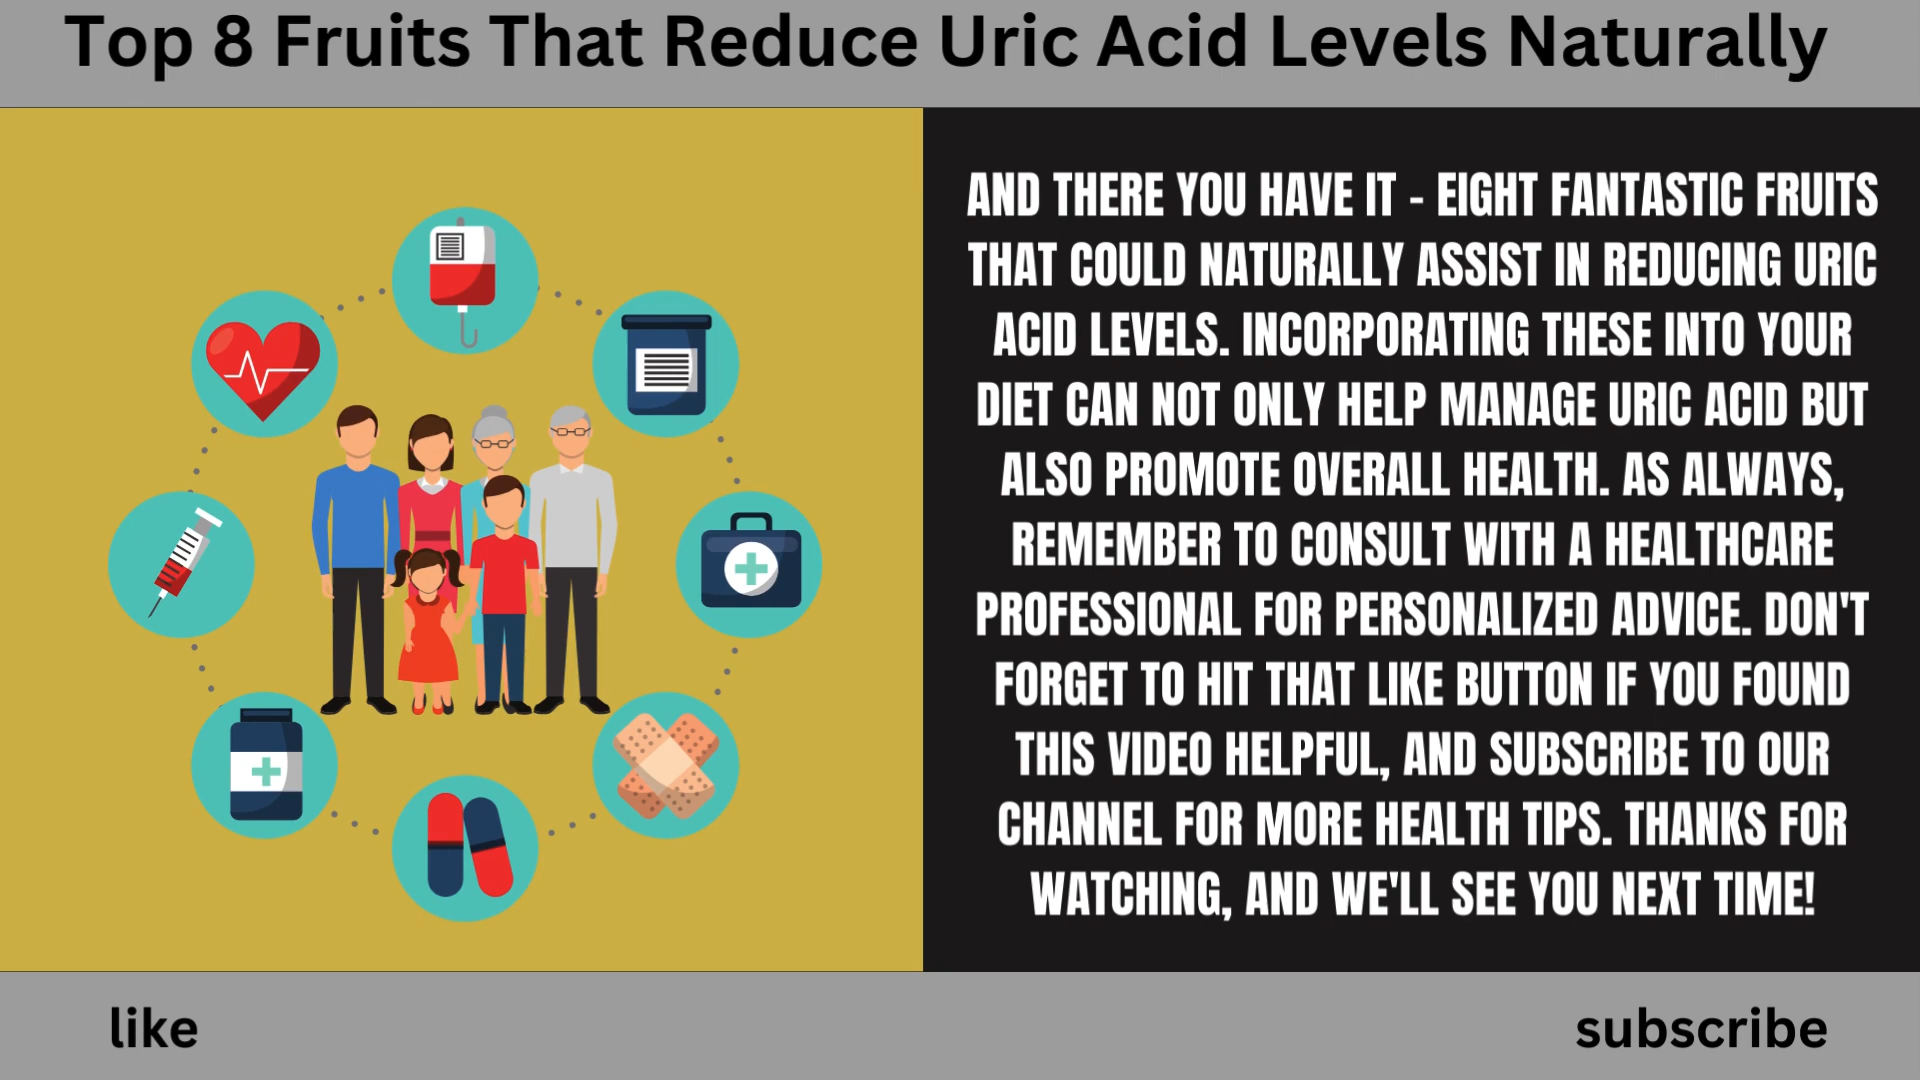 Top 8 Fruits That Reduce Uric Acid Levels Naturally
AND THERE YOU HAVE IT - EIGHT FANTASTIC FRUITS
THAT COULD NATURALLY ASSIST IN REDUCING URIC
ACID LEVELS. INCORPORATING THESE INTO YOUR
DIET CAN NOT ONLY HELP MANAGE URIC ACID BUT
ALSO PROMOTE OVERALL HEALTH. AS ALWAYS,
REMEMBER TO CONSULT WITH A HEALTHCARE
PROFESSIONAL FOR PERSONALIZED ADVICE. DON'T
FORGET TO HIT THAT LIKE BUTTON IF YOU FOUND
THIS VIDEO HELPFUL, AND SUBSCRIBE TO OUR
CHANNEL FOR MORE HEALTH TIPS. THANKS FOR
WATCHING, AND WE'LL SEE YOU NEXT TIME!
like
subscribe